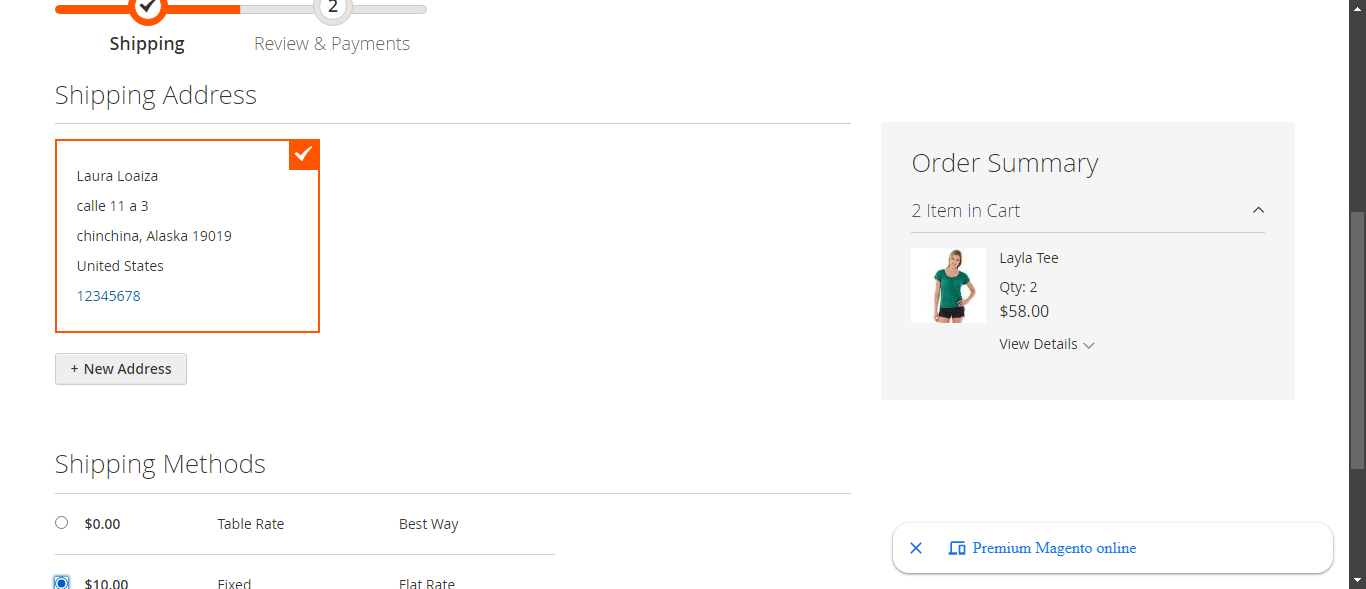 2
Shipping
Review & Payments
Shipping Address
Laura Loaiza
calle 11 a 3
chinchina, Alaska 19019
United States
12345678
+ New Address
Order Summary
2 Item in Cart
Layla Tee
Qty: 2
$58.00
View Details
Shipping Methods
$0.00 Table Rate Best Way
$10.00 Fixed Flat Rate
Premium Magento online